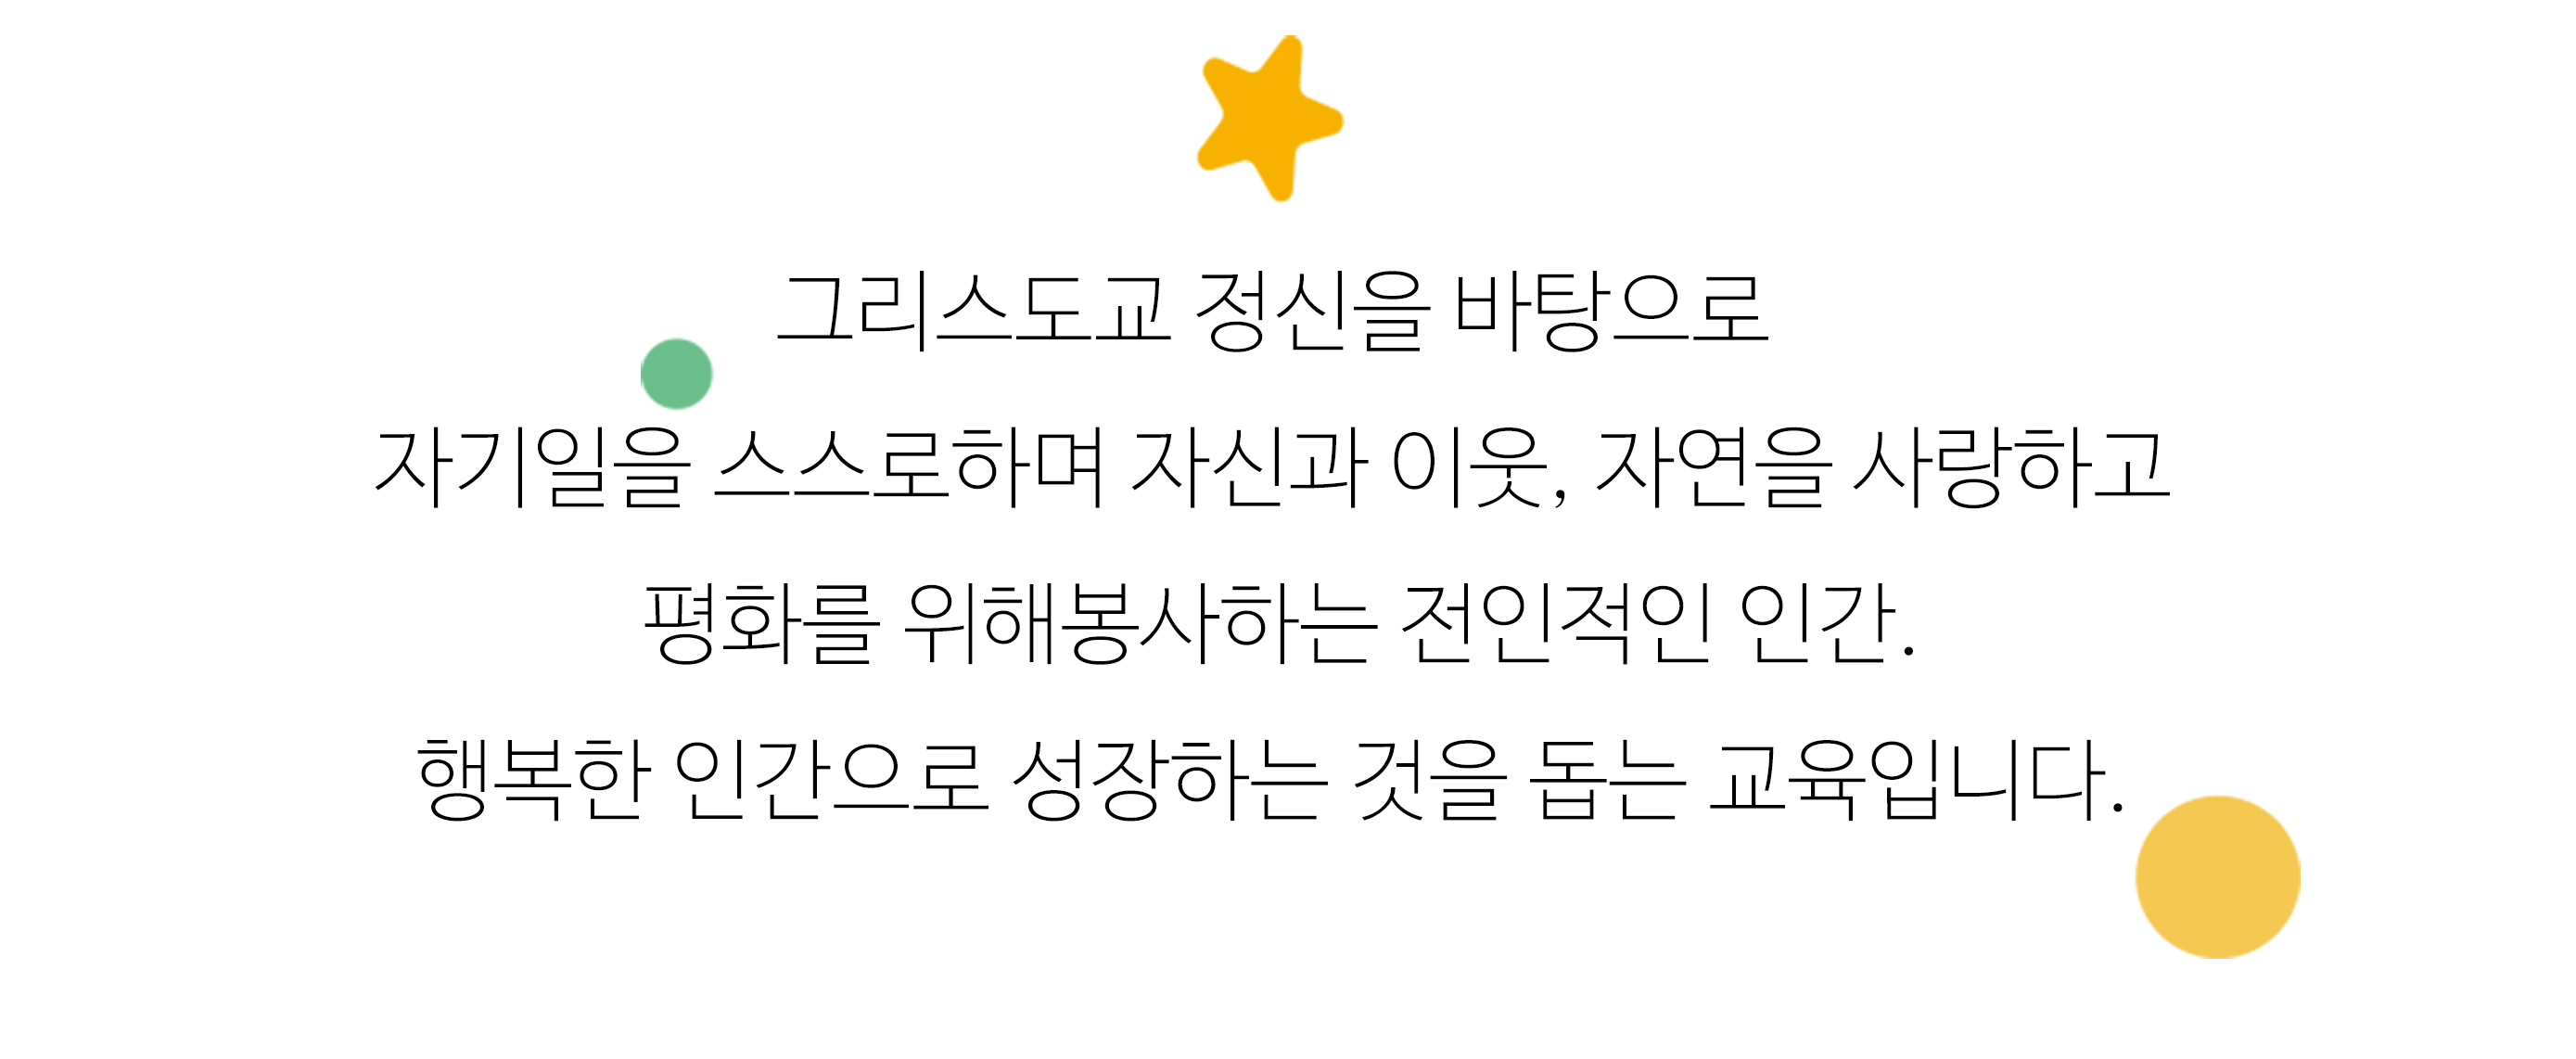 그리스도교 정신을 바탕으로
자기일을 스스로하며 자신과 이웃, 자연을 사랑하고
평화를 위해봉사하는 전인적인 인간.
행복한 인간으로 성장하는 것을 돕는 교육입니다.